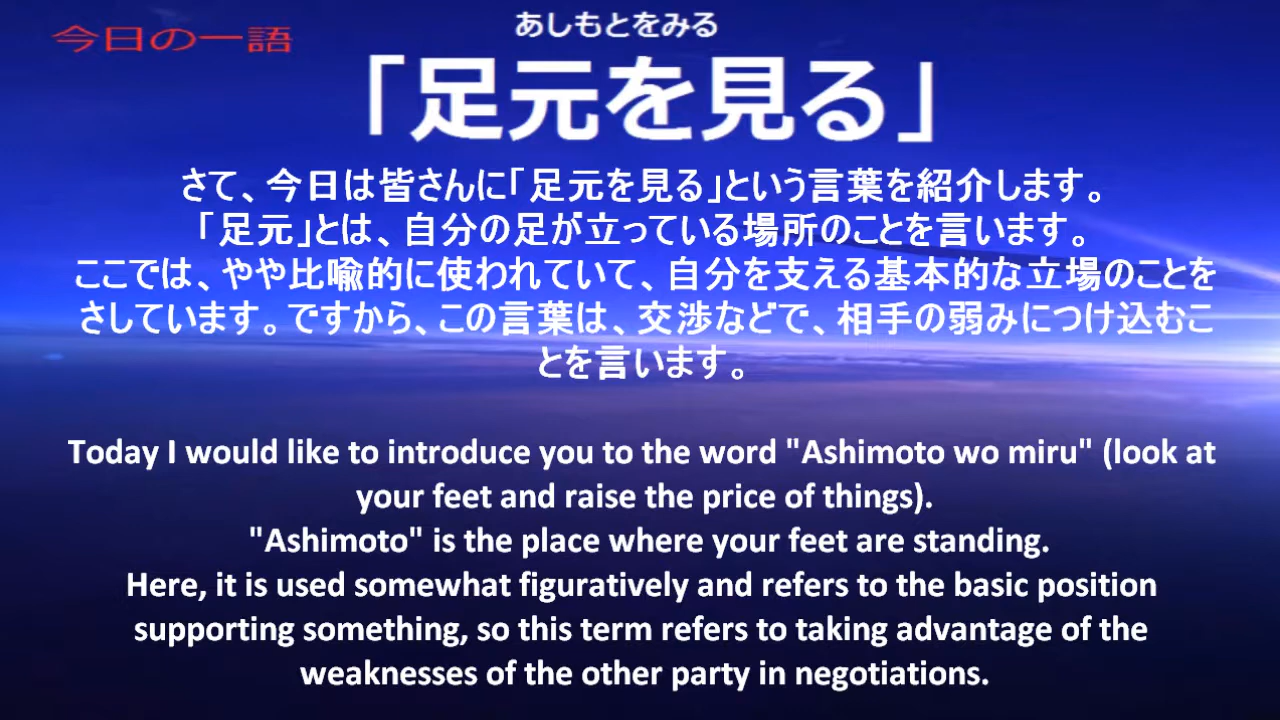 今日の一語
あしもとをみる
「足元を見る」
さて、今日は皆さんに「足元を見る」という言葉を紹介します。
「足元」とは、自分の足が立っている場所のことを言います。
ここでは、やや比喩的に使われていて、自分を支える基本的な立場のことを
さしています。ですから、この言葉は、交渉などで、相手の弱みにつけ込むこ
とを言います。
Today I would like to introduce you to the word "Ashimoto wo miru" (look at
your feet and raise the price of things).
"Ashimoto" is the place where your feet are standing.
Here, it is used somewhat figuratively and refers to the basic position
supporting something, so this term refers to taking advantage of the
weaknesses of the other party in negotiations.